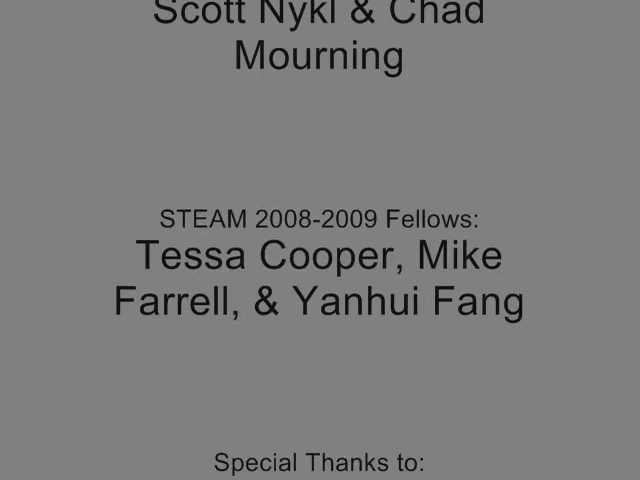 Scott Nykl & Chad
Mourning
STEAM 2008-2009 Fellows:
Tessa Cooper, Mike
Farrell, & Yanhui Fang
Special Thanks to: